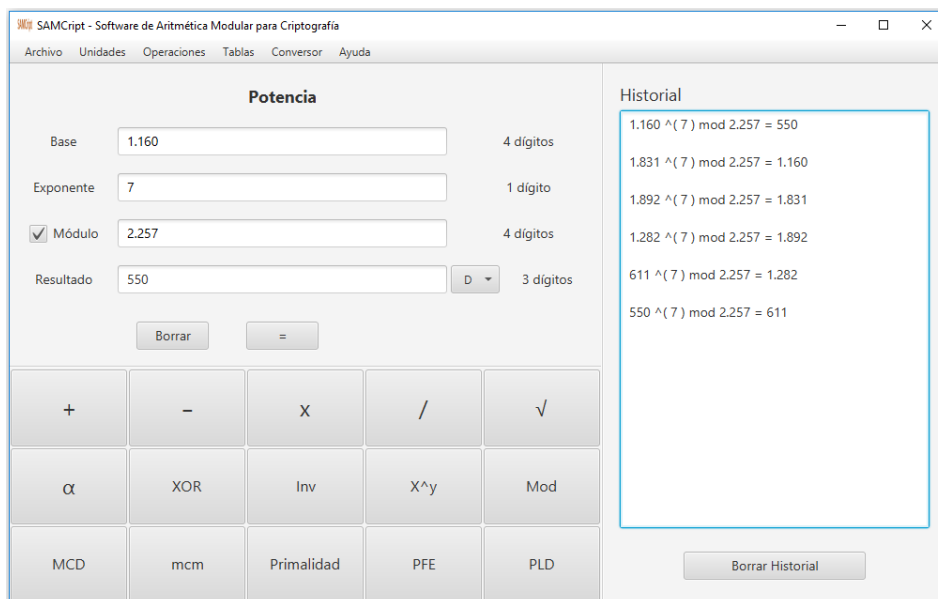 SAMCript - Software de Aritmética Modular para Criptografía
Archivo Unidades Operaciones Tablas Conversor Ayuda
Potencia
Base 1.160 4 dígitos
Exponente 7 1 dígito
Módulo 2.257 4 dígitos
Resultado 550 D 3 dígitos
Borrar =
+ − x / √
α XOR Inv X^y Mod
MCD mcm Primalidad PFE PLD
Historial
1.160 ^( 7 ) mod 2.257 = 550
1.831 ^( 7 ) mod 2.257 = 1.160
1.892 ^( 7 ) mod 2.257 = 1.831
1.282 ^( 7 ) mod 2.257 = 1.892
611 ^( 7 ) mod 2.257 = 1.282
550 ^( 7 ) mod 2.257 = 611
Borrar Historial